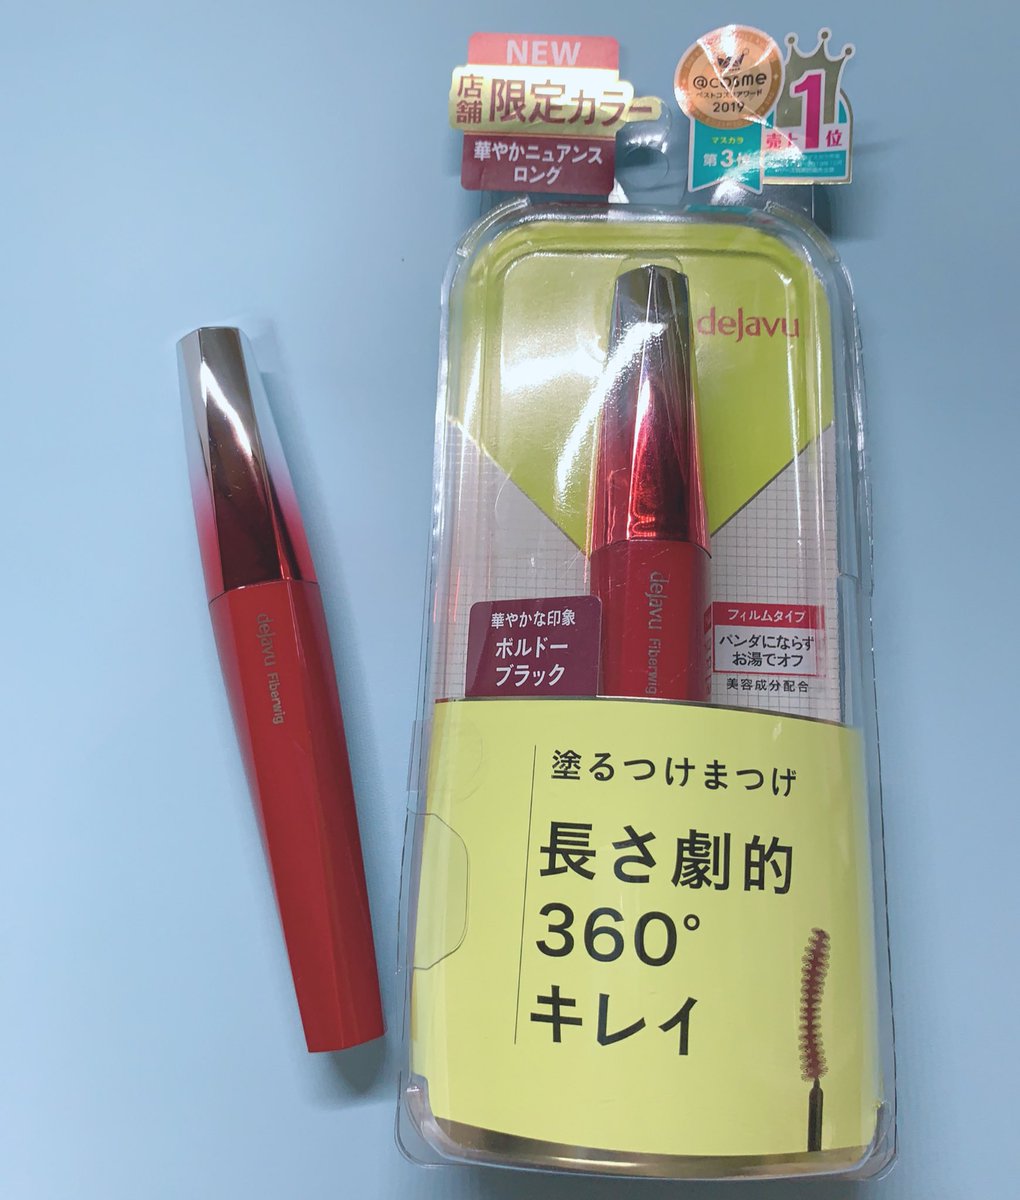 NEW
店舗
限定カラー
華やかニュアンス
ロング
@cosme
ベストコスメアワード
2019
マスカラ
第3位
売上1位
dejavu
dejavu Fiberwig
dejavu Fiberwig
華やかな印象
ボルドー
ブラック
フィルムタイプ
パンダにならず
お湯でオフ
美容成分配合
塗るつけまつげ
長さ劇的
360°
キレイ